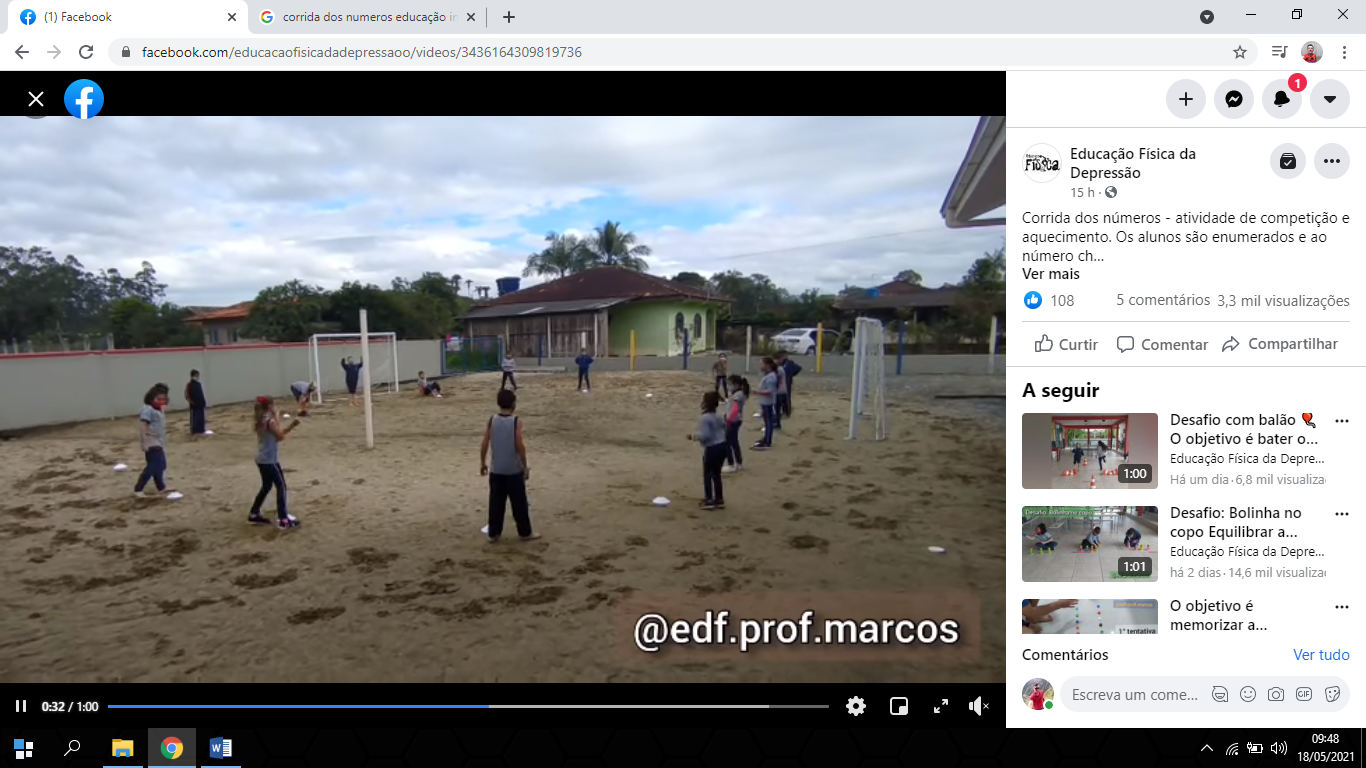 (1) Facebook
corrida dos numeros educação in
facebook.com/educacaofisicadadepressaoo/videos/3436164309819736
1
Educação Física da
Depressão
15 h ·
Corrida dos números - atividade de competição e
aquecimento. Os alunos são enumerados e ao
número ch...
Ver mais
108
5 comentários
3,3 mil visualizações
Curtir
Comentar
Compartilhar
A seguir
1:00
Desafio com balão
O objetivo é bater o...
Educação Física da Depre...
Há um dia · 6,8 mil visualiza
1:01
Desafio: Bolinha no
copo Equilibrar a...
Educação Física da Depre...
há 2 dias · 14,6 mil visualiza
1ª tentativa
O objetivo é
memorizar a...
Comentários
Ver tudo
Escreva um come...
GIF
@edf.prof.marcos
0:32 / 1:00
09:48
18/05/2021